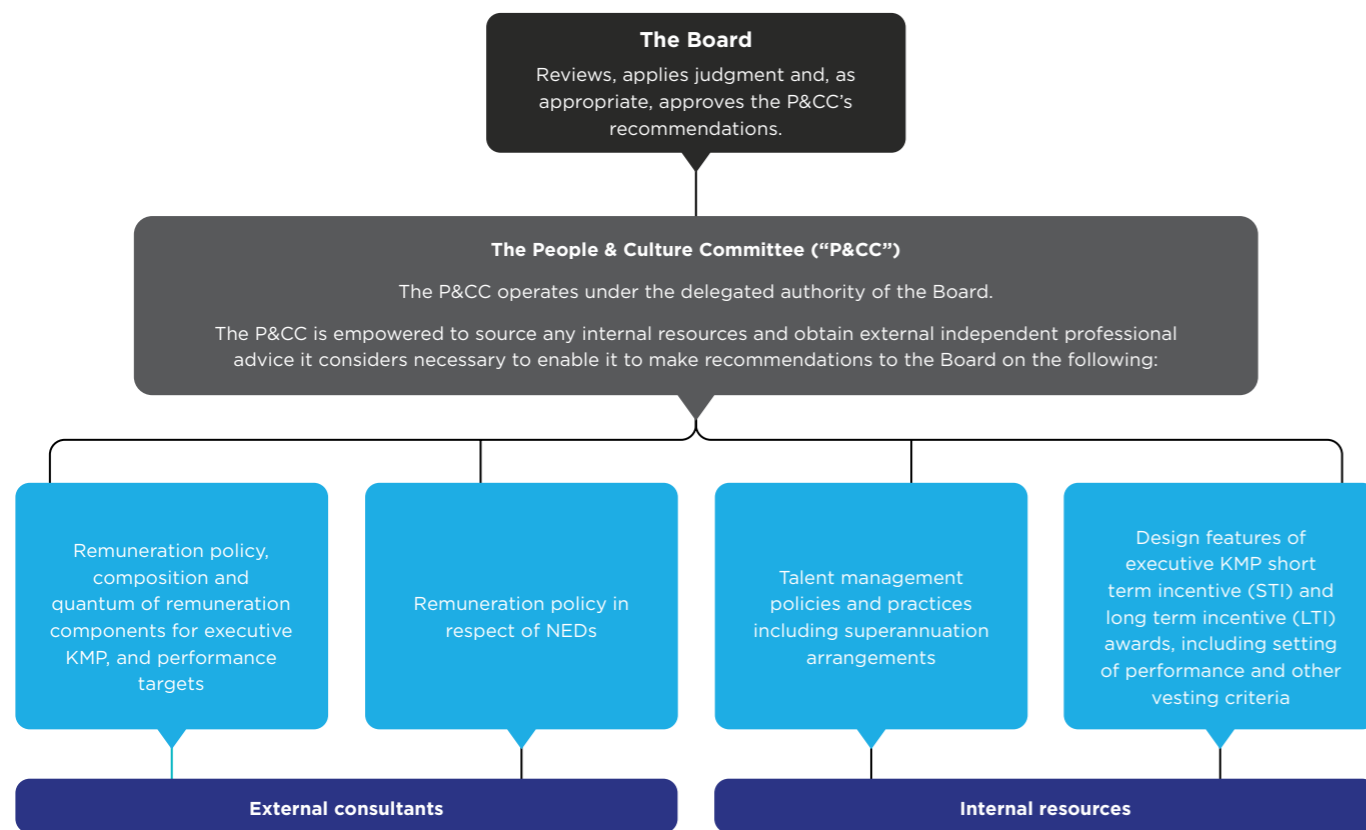 The Board
Reviews, applies judgment and, as
appropriate, approves the P&CC’s
recommendations.
The People & Culture Committee (“P&CC”)
The P&CC operates under the delegated authority of the Board.
The P&CC is empowered to source any internal resources and obtain external independent professional
advice it considers necessary to enable it to make recommendations to the Board on the following:
Remuneration policy,
composition and
quantum of remuneration
components for executive
KMP, and performance
targets
Remuneration policy in
respect of NEDs
Talent management
policies and practices
including superannuation
arrangements
Design features of
executive KMP short
term incentive (STI) and
long term incentive (LTI)
awards, including setting
of performance and other
vesting criteria
External consultants
Internal resources